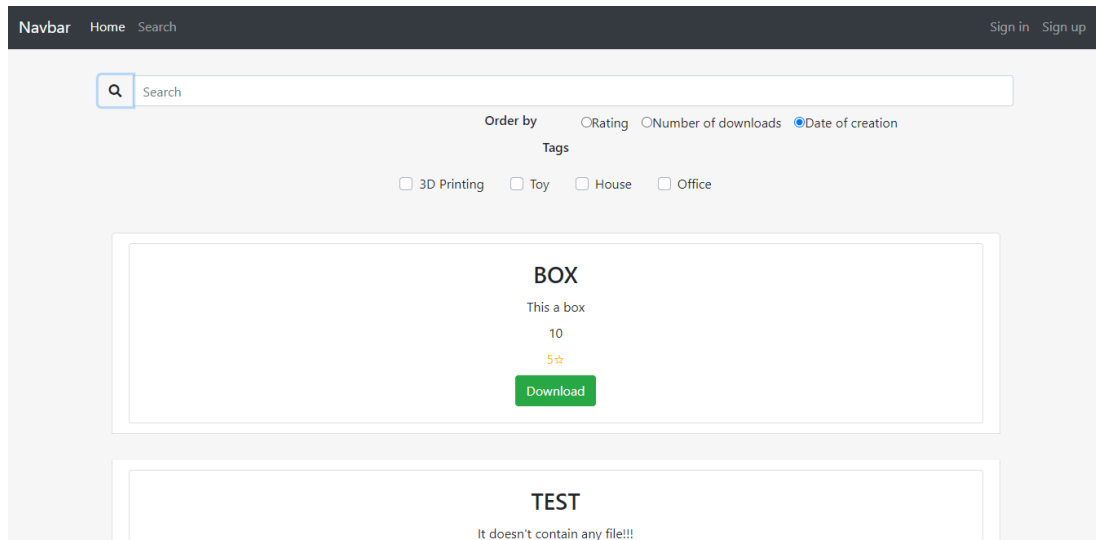 Navbar Home Search Sign in Sign up
Search
Order by Rating Number of downloads Date of creation
Tags
3D Printing Toy House Office
BOX
This a box
10
5☆
Download
TEST
It doesn't contain any file!!!